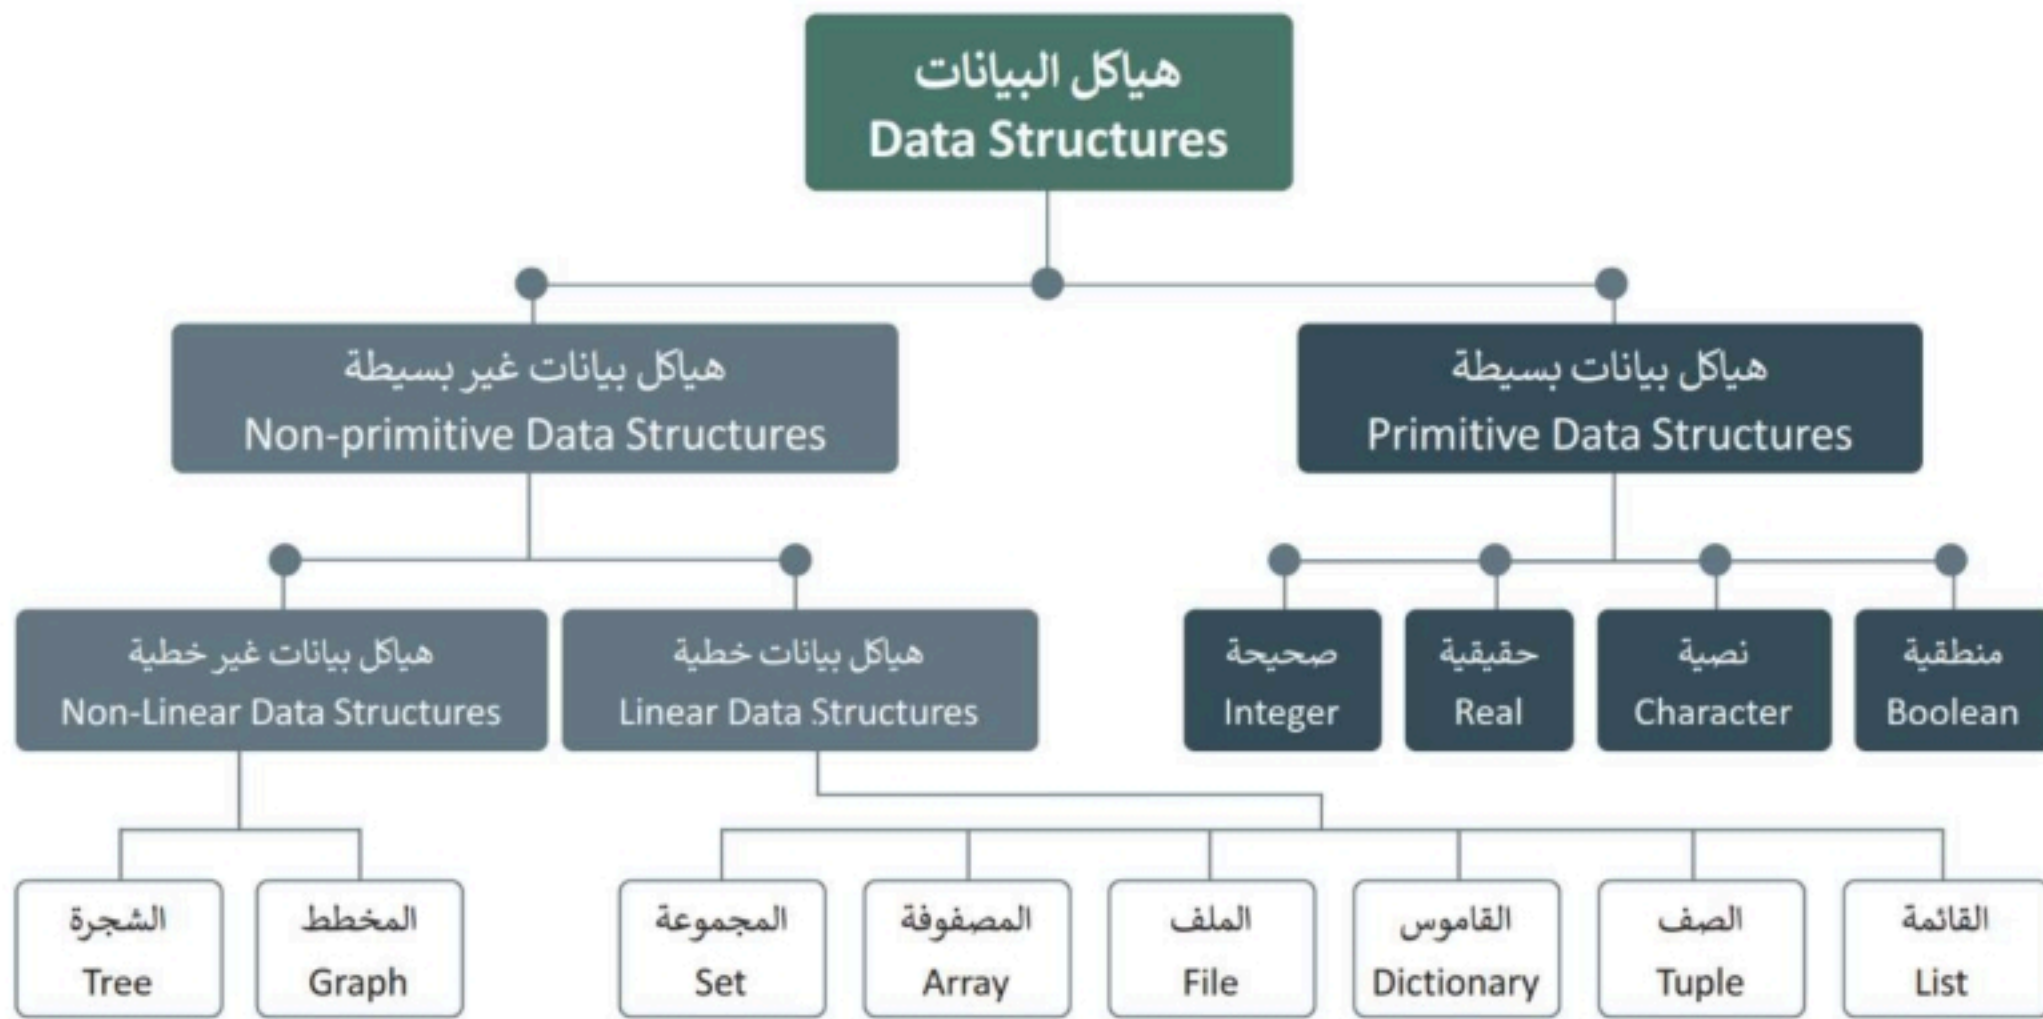 هياكل البيانات
Data Structures
هياكل بيانات بسيطة
Primitive Data Structures
هياكل بيانات غير بسيطة
Non-primitive Data Structures
منطقية
Boolean
نصية
Character
حقيقية
Real
صحيحة
Integer
هياكل بيانات خطية
Linear Data Structures
هياكل بيانات غير خطية
Non-Linear Data Structures
القائمة
List
الصف
Tuple
القاموس
Dictionary
الملف
File
المصفوفة
Array
المجموعة
Set
المخطط
Graph
الشجرة
Tree